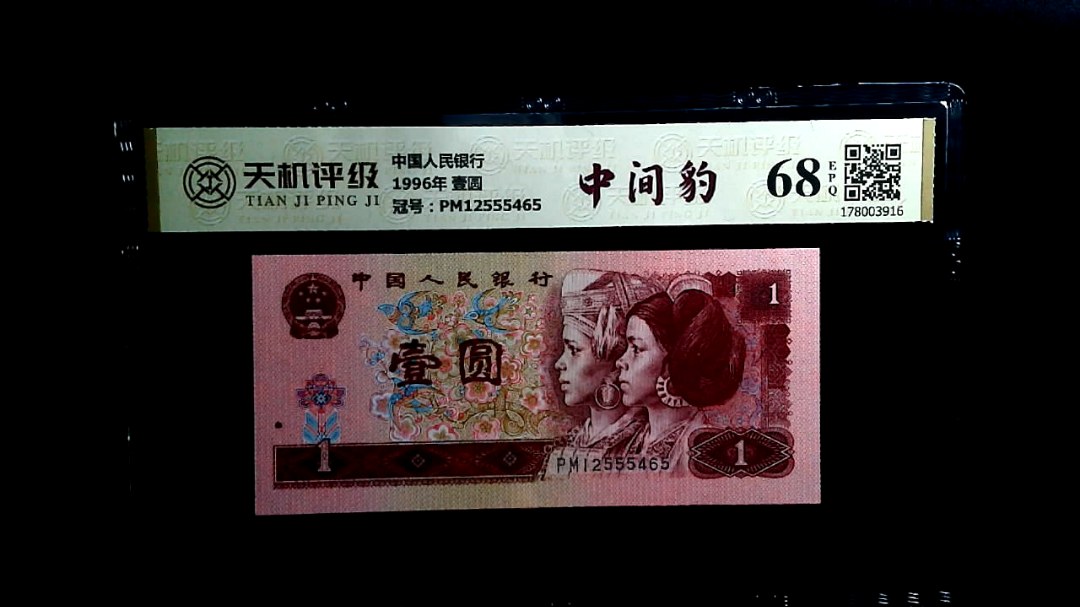 天机评级
TIAN JI PING JI
中国人民银行
1996年 壹圆
冠号：PM12555465
中间豹
68
EPQ
178003916
中国人民银行
1
壹圆
1
PM12555465
1